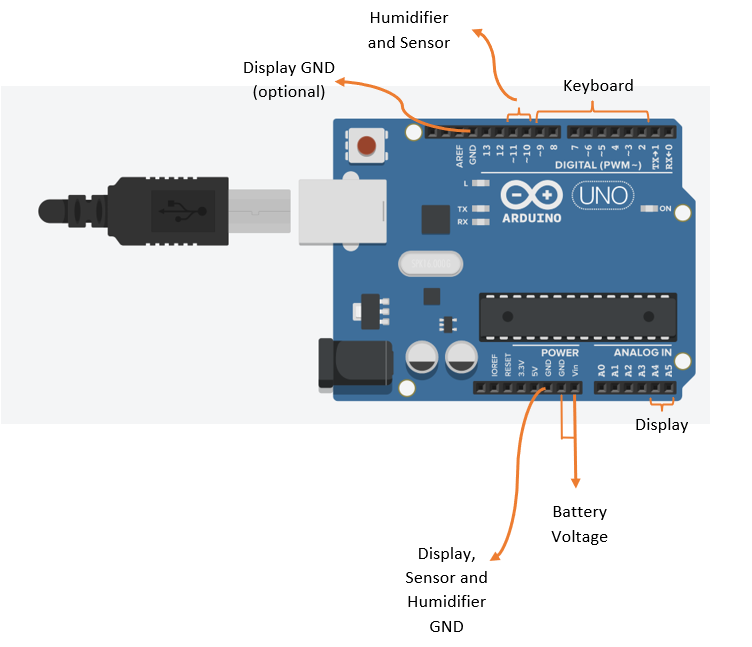 Humidifier
and Sensor
Display GND
(optional)
Keyboard
AREF
GND
13
12
~11
~10
~9
8
7
~6
~5
4
~3
2
TX→1
RX←0
DIGITAL (PWM~)
L
TX
RX
ARDUINO
UNO
ON
POWER
ANALOG IN
IOREF
RESET
3.3V
5V
GND
GND
Vin
A0
A1
A2
A3
A4
A5
Display
Battery
Voltage
Display,
Sensor and
Humidifier
GND